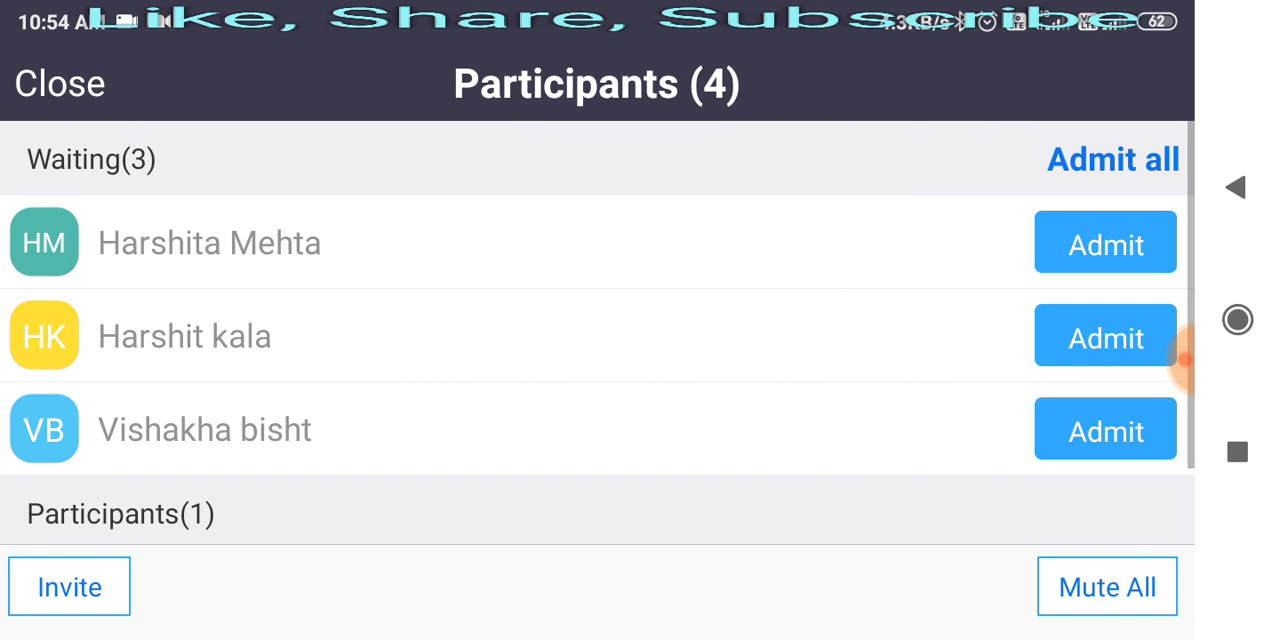 10:54 AM
Like, Share, Subscribe
62
Close
Participants (4)
Waiting(3)
Admit all
HM Harshita Mehta Admit
HK Harshit kala Admit
VB Vishakha bisht Admit
Participants(1)
Invite
Mute All